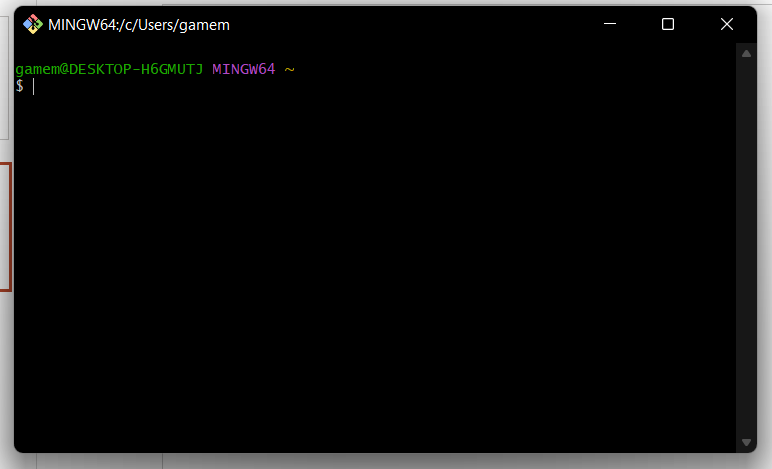 MINGW64:/c/Users/gamem
gamem@DESKTOP-H6GMUTJ MINGW64 ~
$